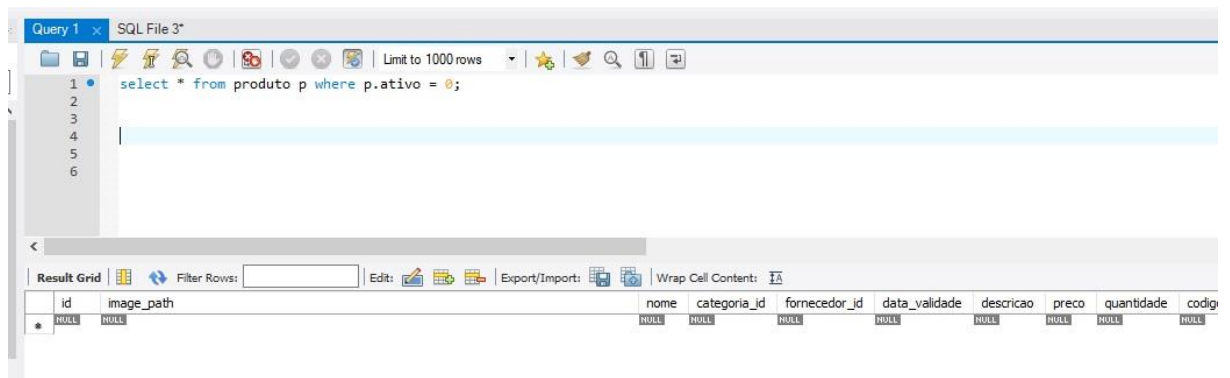 Query 1 × SQL File 3*
Limit to 1000 rows
1 select * from produto p where p.ativo = 0;
2
3
4
5
6
Result Grid Filter Rows: Edit: Export/Import: Wrap Cell Content: IA
id image_path nome categoria_id fornecedor_id data_validade descricao preco quantidade codigo
* NULL NULL NULL NULL NULL NULL NULL NULL NULL NULL